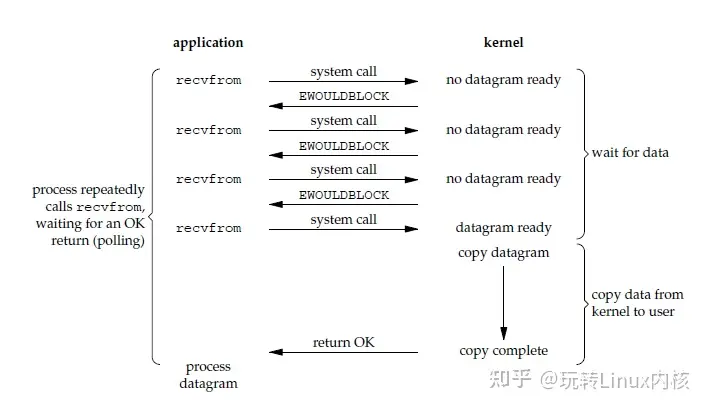 application kernel
recvfrom system call no datagram ready
EWOULDBLOCK
recvfrom system call no datagram ready
EWOULDBLOCK
wait for data
recvfrom system call no datagram ready
EWOULDBLOCK
process repeatedly
calls recvfrom,
waiting for an OK
return (polling)
recvfrom system call datagram ready
copy datagram
copy data from
kernel to user
return OK copy complete
process
datagram
知乎 @玩转Linux内核